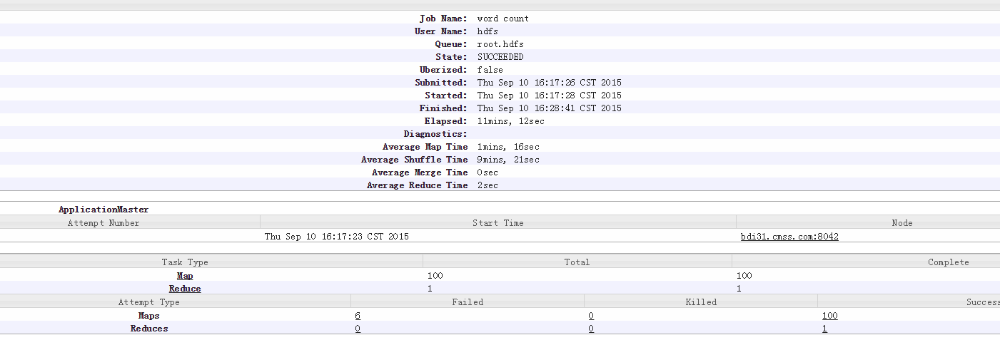 Job Name: word count
User Name: hdfs
Queue: root.hdfs
State: SUCCEEDED
Uberized: false
Submitted: Thu Sep 10 16:17:26 CST 2015
Started: Thu Sep 10 16:17:28 CST 2015
Finished: Thu Sep 10 16:28:41 CST 2015
Elapsed: 11mins, 12sec
Diagnostics:
Average Map Time 1mins, 16sec
Average Shuffle Time 9mins, 21sec
Average Merge Time 0sec
Average Reduce Time 2sec
ApplicationMaster
Attempt Number Start Time Node
Thu Sep 10 16:17:23 CST 2015 bdi31.cmss.com:8042
Task Type Total Complete
Map 100 100
Reduce 1 1
Attempt Type Failed Killed Success
Maps 6 0 100
Reduces 0 0 1